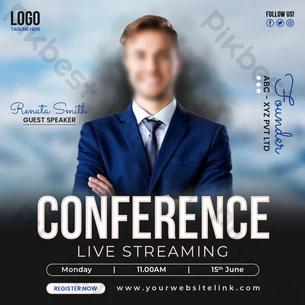 LOGO
TAGLINE HERE
FOLLOW US!
Renata Smith
GUEST SPEAKER
Founder
ABC - XYZ PVT LTD
CONFERENCE
LIVE STREAMING
Monday | 11.00AM | 15th June
REGISTER NOW
www.yourwebsitelink.com
pikbest